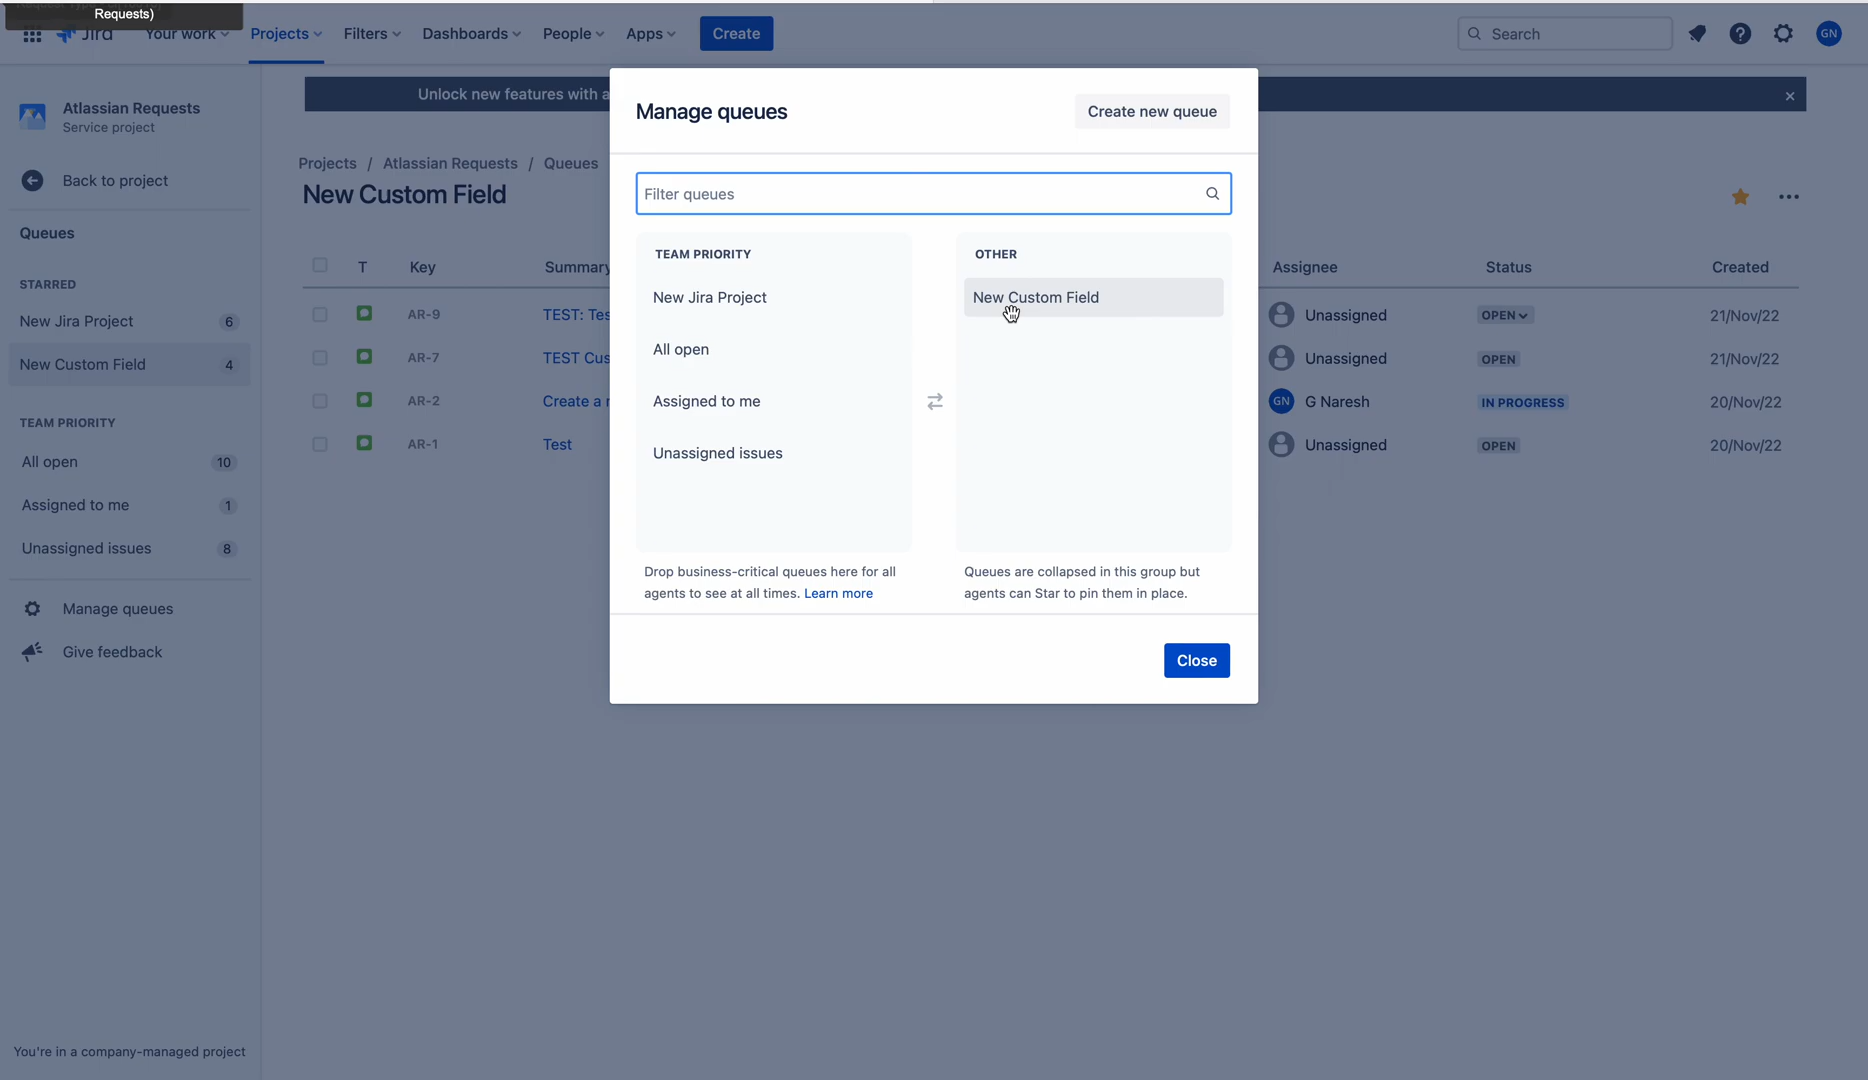 Requests)
Jira
Your work
Projects
Filters
Dashboards
People
Apps
Create
Search
GN
Atlassian Requests
Service project
Back to project
Queues
STARRED
New Jira Project 6
New Custom Field 4
TEAM PRIORITY
All open 10
Assigned to me 1
Unassigned issues 8
Manage queues
Give feedback
You're in a company-managed project
Unlock new features with a
Projects / Atlassian Requests / Queues
New Custom Field
T Key Summary Assignee Status Created
AR-9 TEST: Tes Unassigned OPEN 21/Nov/22
AR-7 TEST Cus Unassigned OPEN 21/Nov/22
AR-2 Create a GN G Naresh IN PROGRESS 20/Nov/22
AR-1 Test Unassigned OPEN 20/Nov/22
Manage queues
Create new queue
Filter queues
TEAM PRIORITY
New Jira Project
All open
Assigned to me
Unassigned issues
Drop business-critical queues here for all
agents to see at all times. Learn more
OTHER
New Custom Field
Queues are collapsed in this group but
agents can Star to pin them in place.
Close